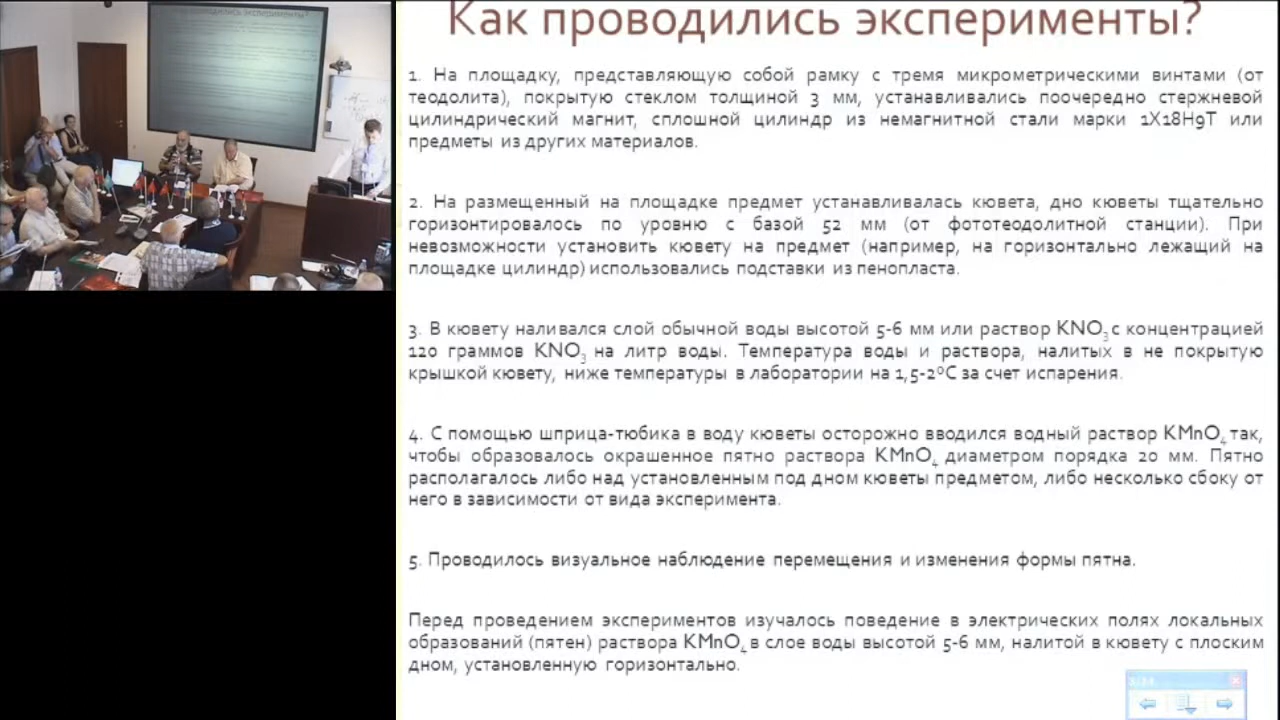 Как проводились эксперименты?
1. На площадку, представляющую собой рамку с тремя микрометрическими винтами (от
теодолита), покрытую стеклом толщиной 3 мм, устанавливались поочередно стержневой
цилиндрический магнит, сплошной цилиндр из немагнитной стали марки 1Х18Н9Т или
предметы из других материалов.
2. На размещенный на площадке предмет устанавливалась кювета, дно кюветы тщательно
горизонтировалось по уровню с базой 52 мм (от фототеодолитной станции). При
невозможности установить кювету на предмет (например, на горизонтально лежащий на
площадке цилиндр) использовались подставки из пенопласта.
3. В кювету наливался слой обычной воды высотой 5-6 мм или раствор KNO3 с концентрацией
120 граммов KNO3 на литр воды. Температура воды и раствора, налитых в не покрытую
крышкой кювету, ниже температуры в лаборатории на 1,5-2ºС за счет испарения.
4. С помощью шприца-тюбика в воду кюветы осторожно вводился водный раствор KMnO4 так,
чтобы образовалось окрашенное пятно раствора KMnO4 диаметром порядка 20 мм. Пятно
располагалось либо над установленным под дном кюветы предметом, либо несколько сбоку от
него в зависимости от вида эксперимента.
5. Проводилось визуальное наблюдение перемещения и изменения формы пятна.
Перед проведением экспериментов изучалось поведение в электрических полях локальных
образований (пятен) раствора KMnO4 в слое воды высотой 5-6 мм, налитой в кювету с плоским
дном, установленную горизонтально.